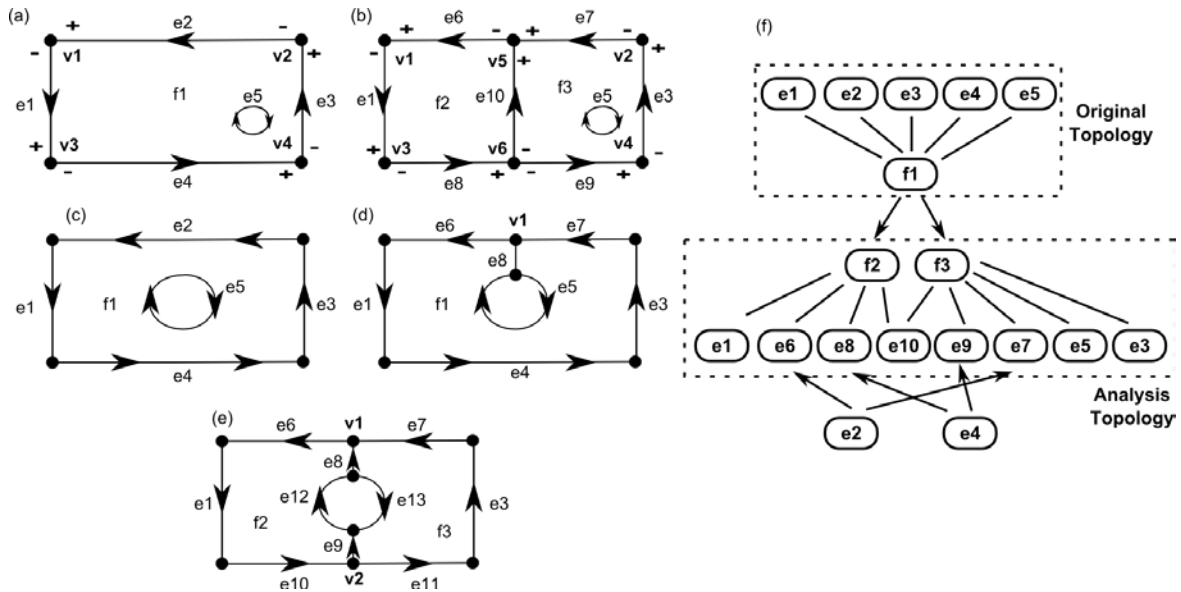 (a)
+ e2 -
- v1 v2 +
e1 f1 e5 e3
+ v3 v4 -
- e4 +
(b)
+ e6 - + e7 -
- v1 v5 + v2 +
e1 f2 e10 f3 e5 e3
+ v3 v6 - v4 -
- e8 + e9 +
(c)
e2
e1 f1 e5 e3
e4
(d)
v1
e6 e7
e8
e1 f1 e5 e3
e4
(e)
v1
e6 e7
e8
e1 e12 e13 e3
f2 f3
e9
e10 v2 e11
(f)
e1 e2 e3 e4 e5
Original
Topology
f1
f2 f3
e1 e6 e8 e10 e9 e7 e5 e3
Analysis
Topology
e2 e4